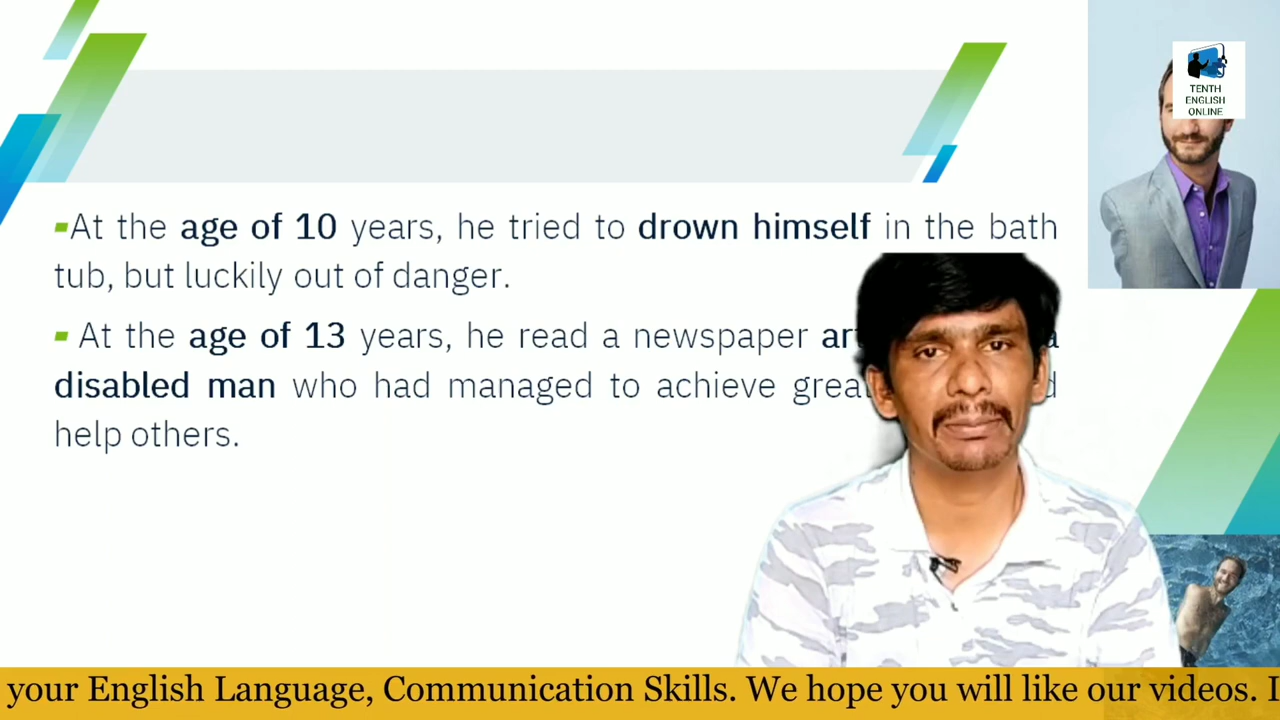 TENTH
ENGLISH
ONLINE
At the age of 10 years, he tried to drown himself in the bath
tub, but luckily out of danger.
At the age of 13 years, he read a newspaper
disabled man who had managed to achieve
help others.
your English Language, Communication Skills. We hope you will like our videos.